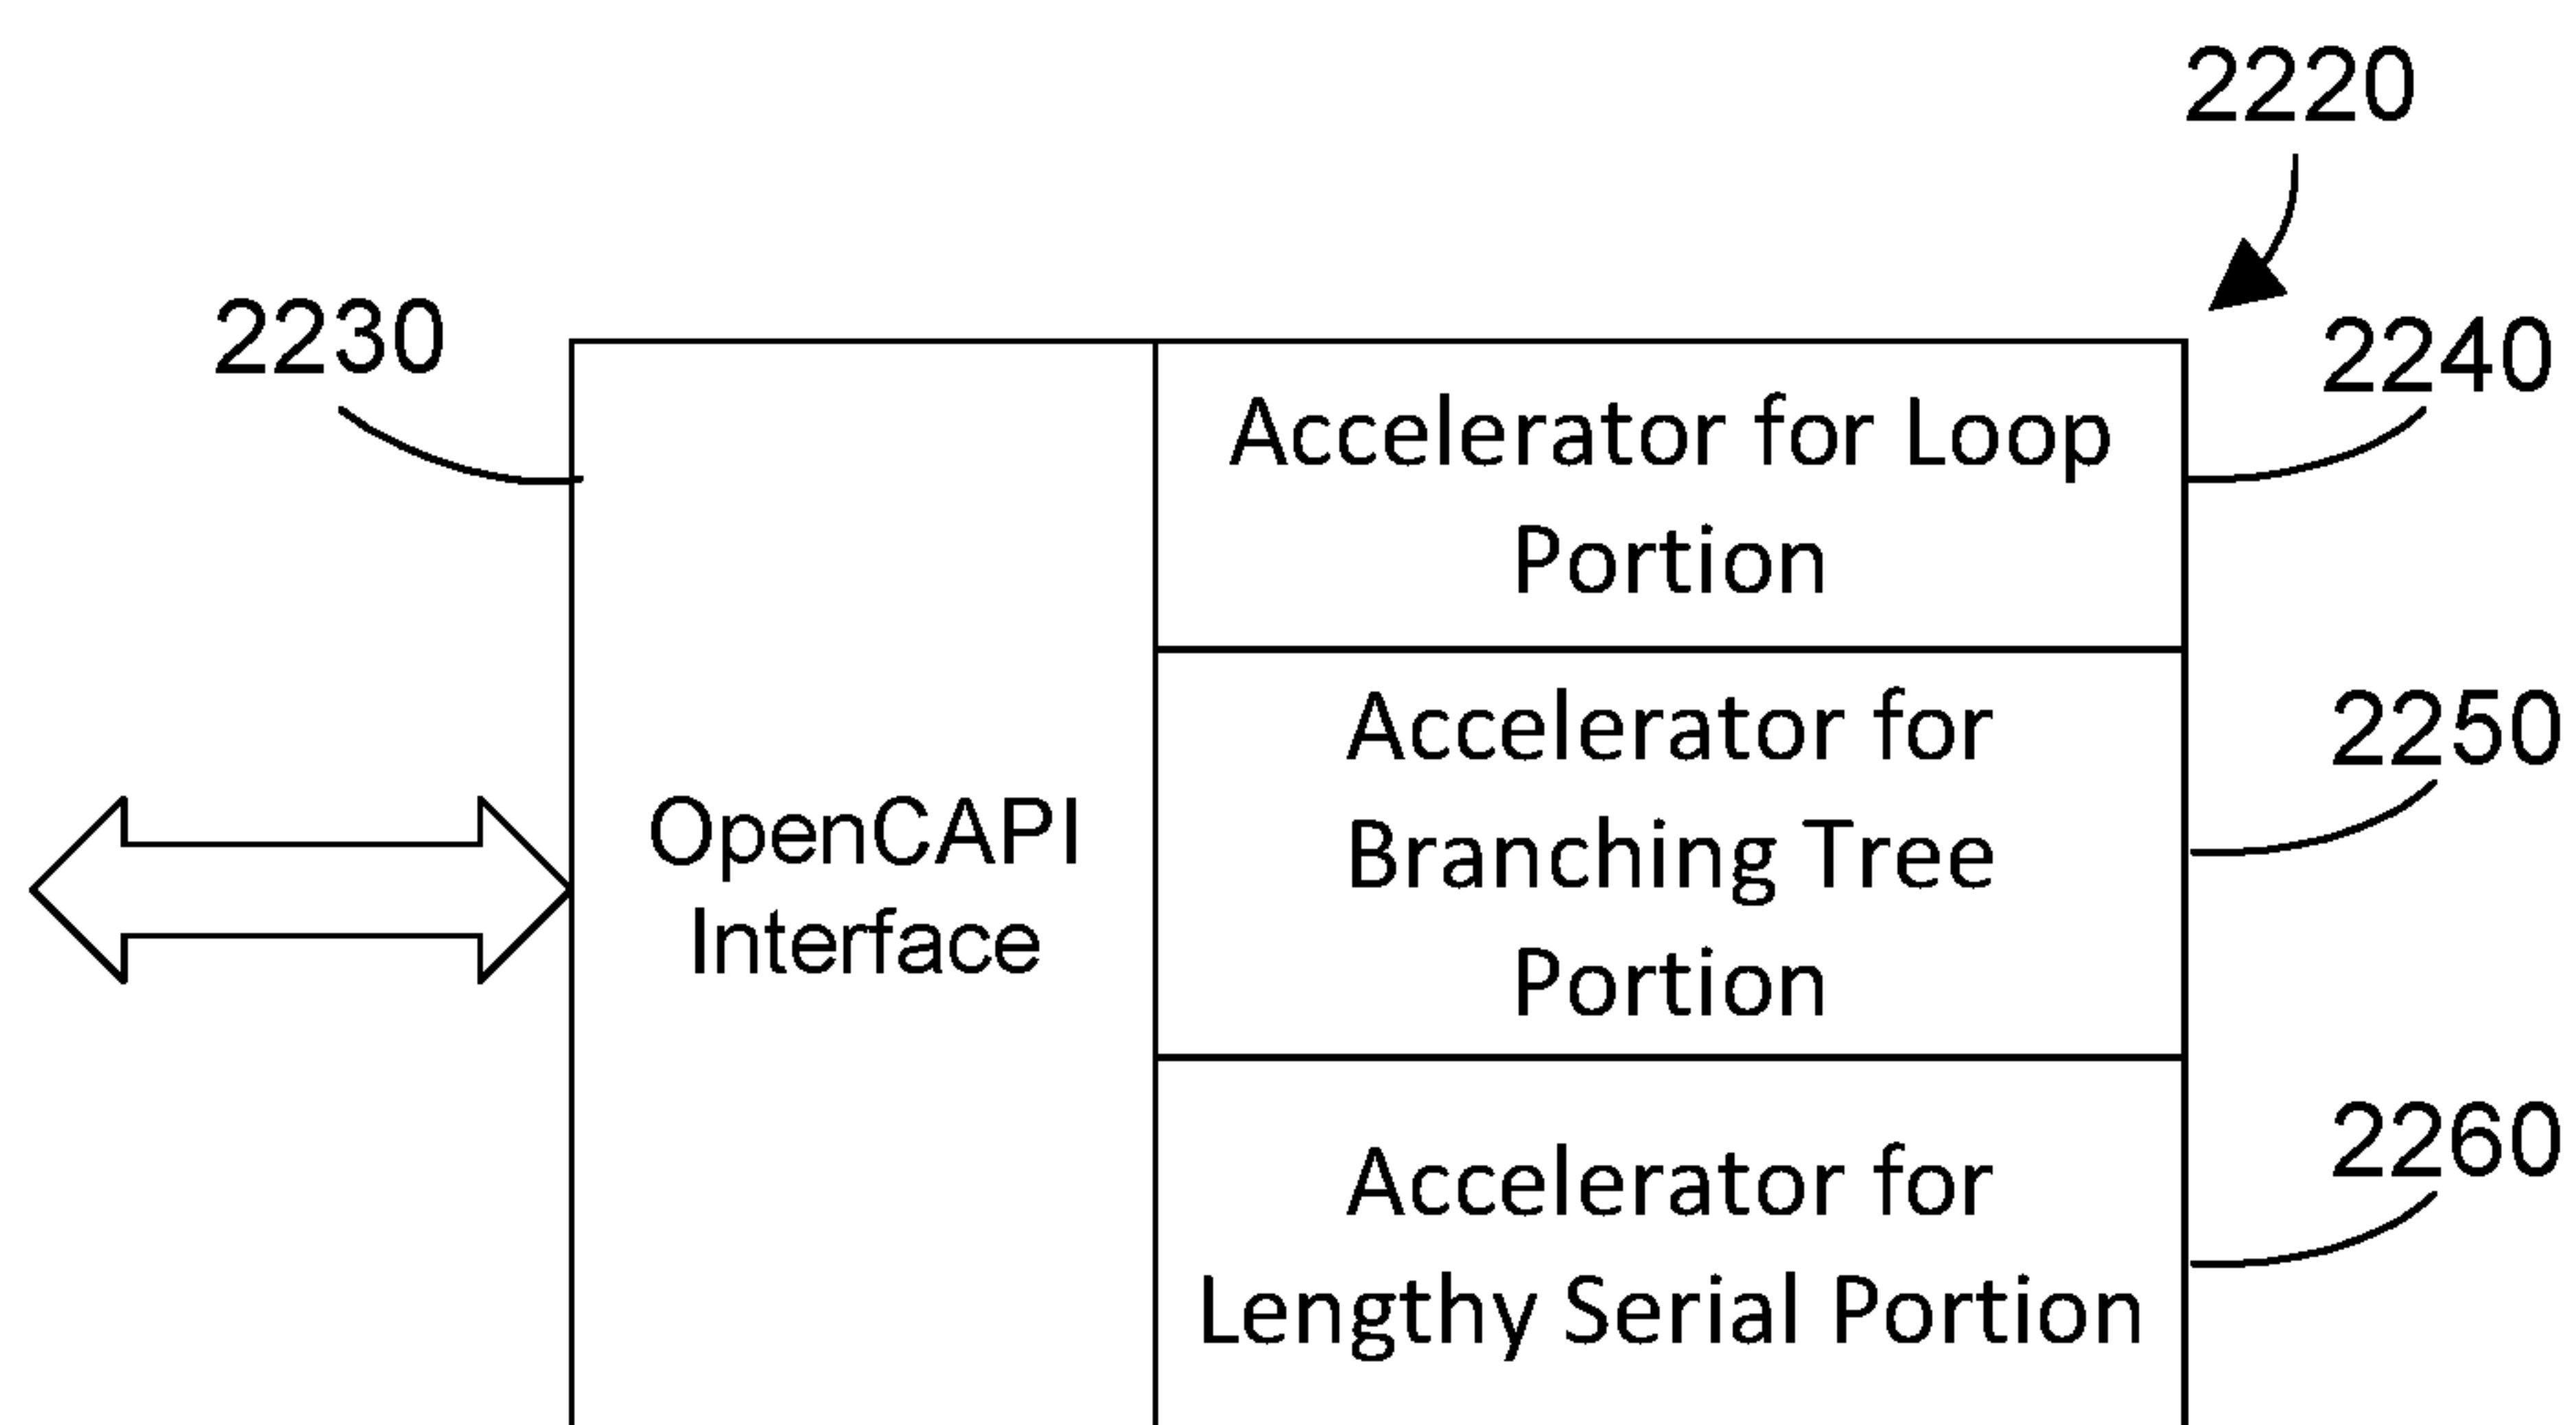 2220
2230
2240
Accelerator for Loop
Portion
2250
Accelerator for
Branching Tree
Portion
OpenCAPI
Interface
2260
Accelerator for
Lengthy Serial Portion